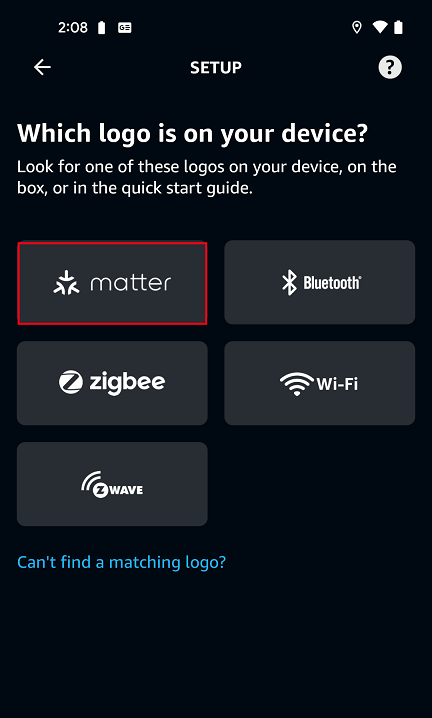 2:08
SETUP
?
Which logo is on your device?
Look for one of these logos on your device, on the
box, or in the quick start guide.
matter
Bluetooth®
zigbee
Wi-Fi
Z WAVE
Can't find a matching logo?